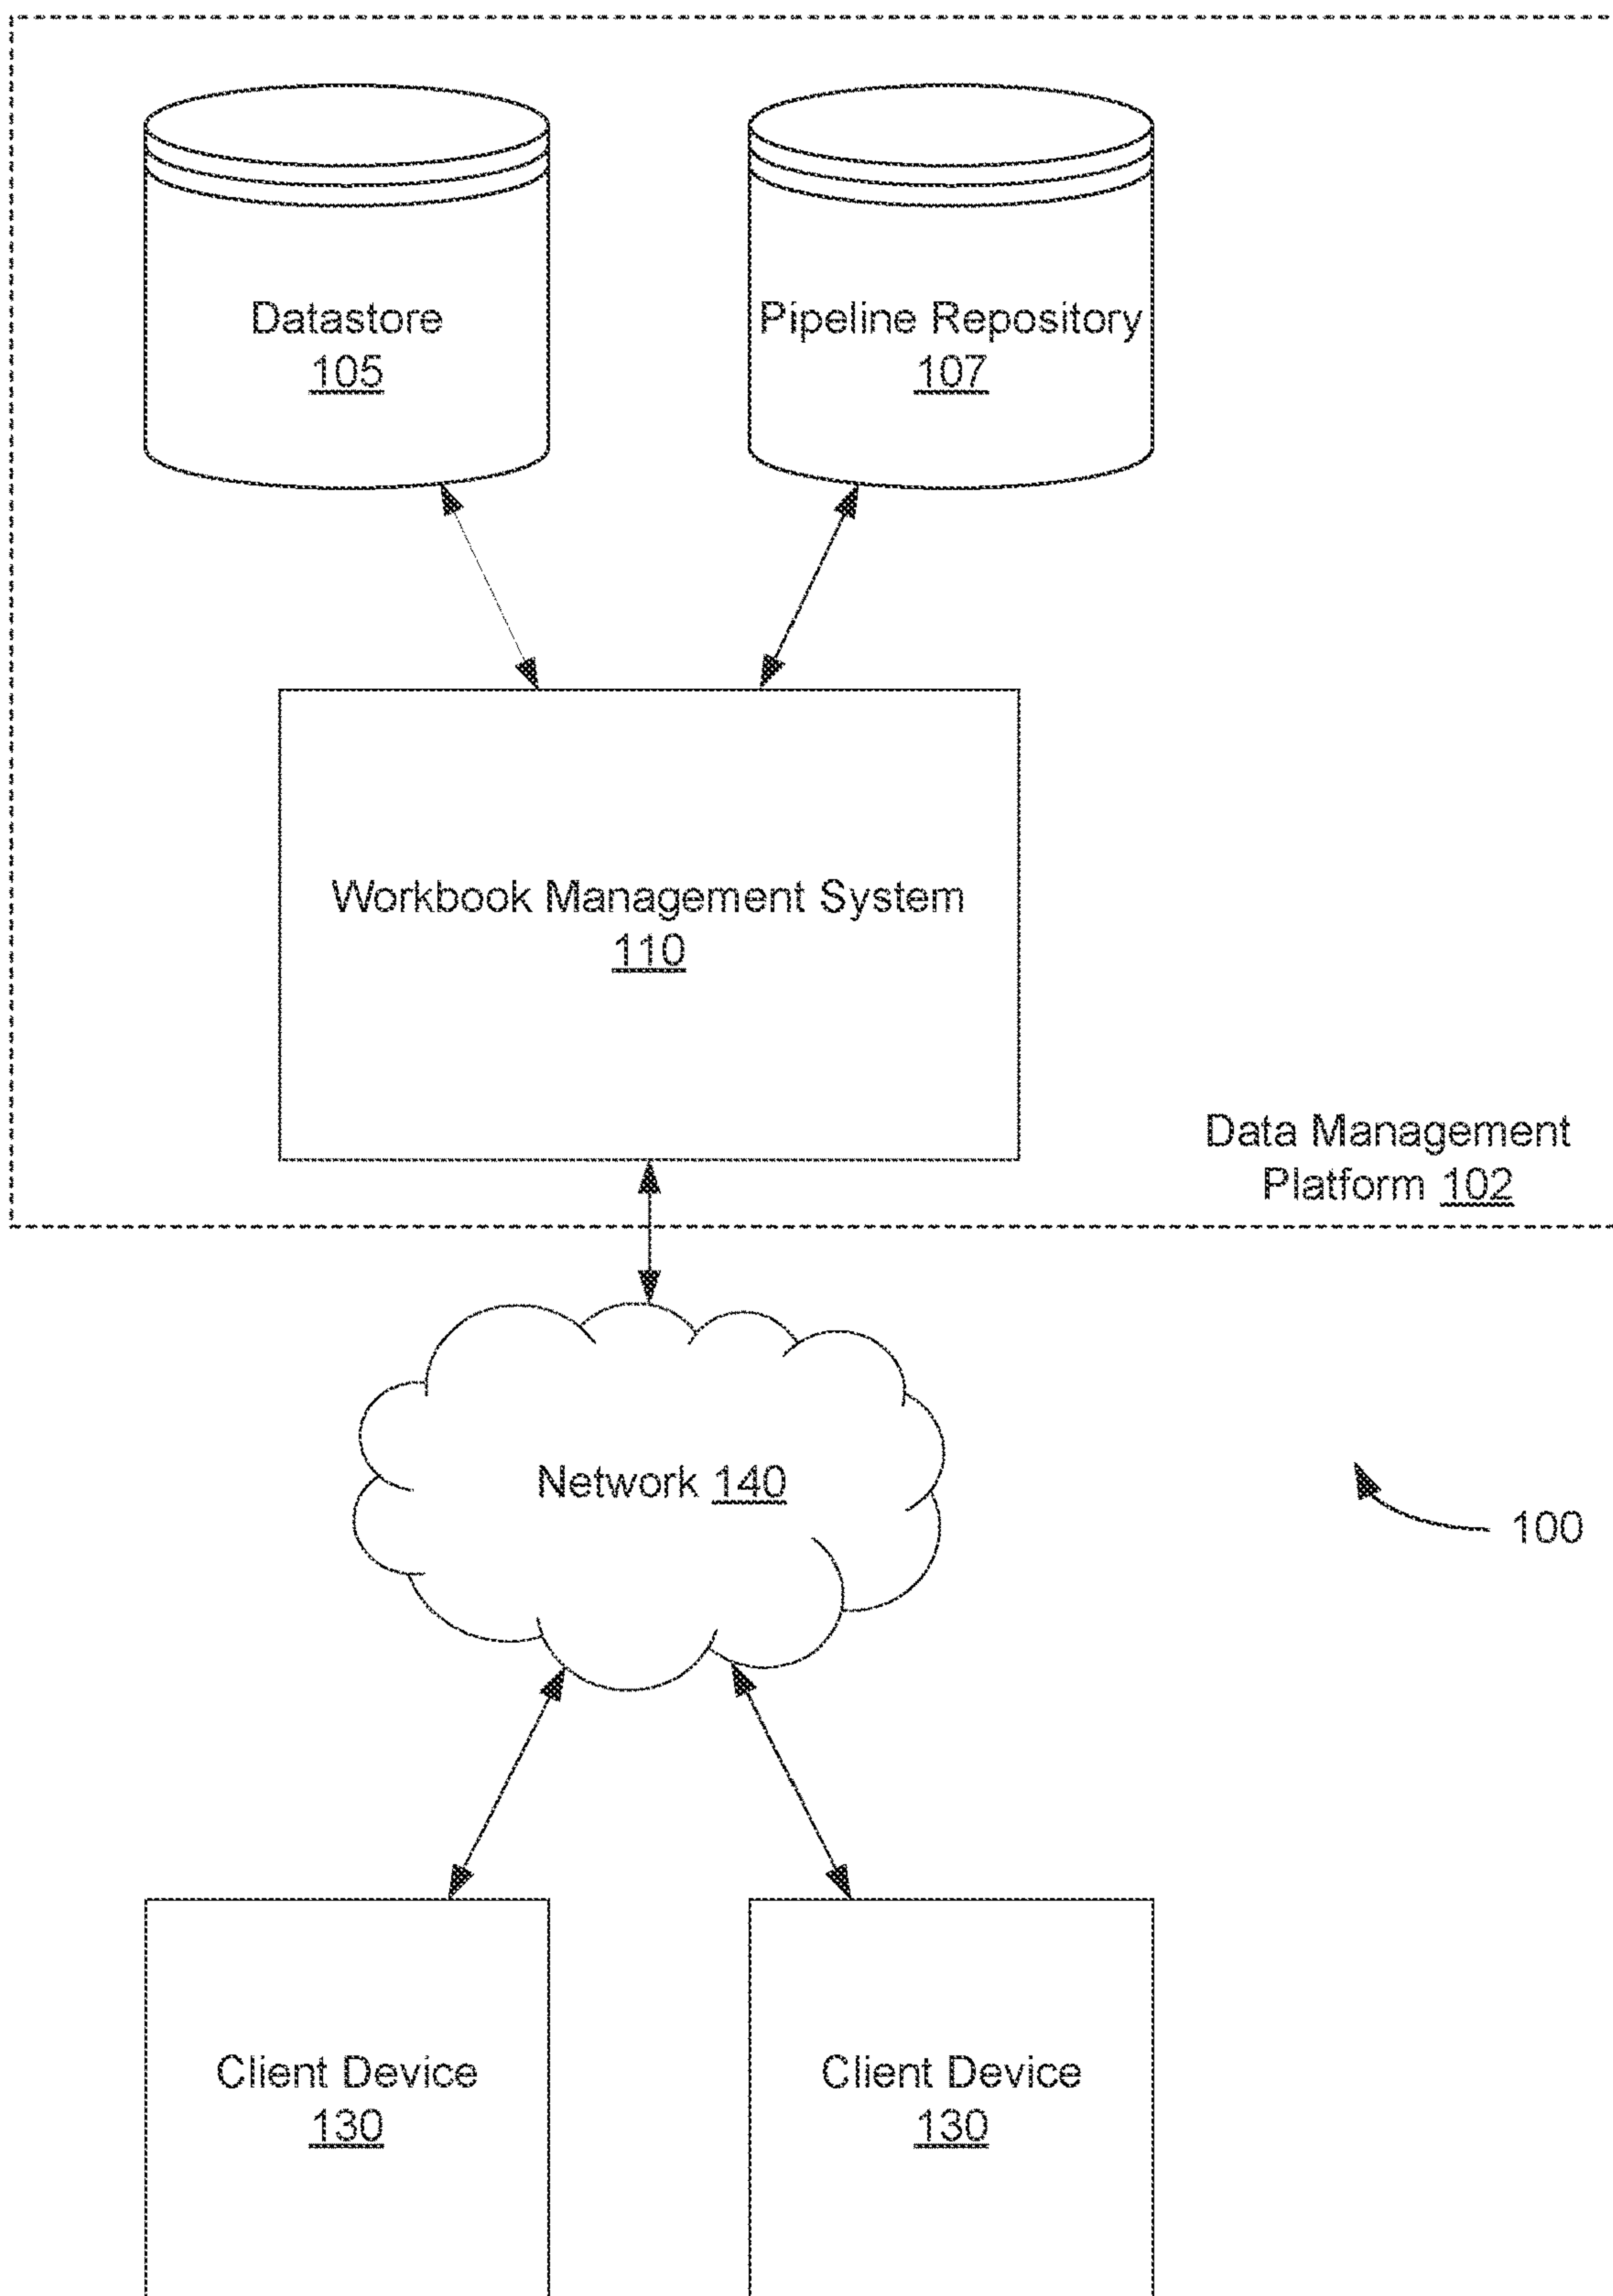 Datastore
105
Pipeline Repository
107
Workbook Management System
110
Data Management
Platform 102
Network 140
100
Client Device
130
Client Device
130